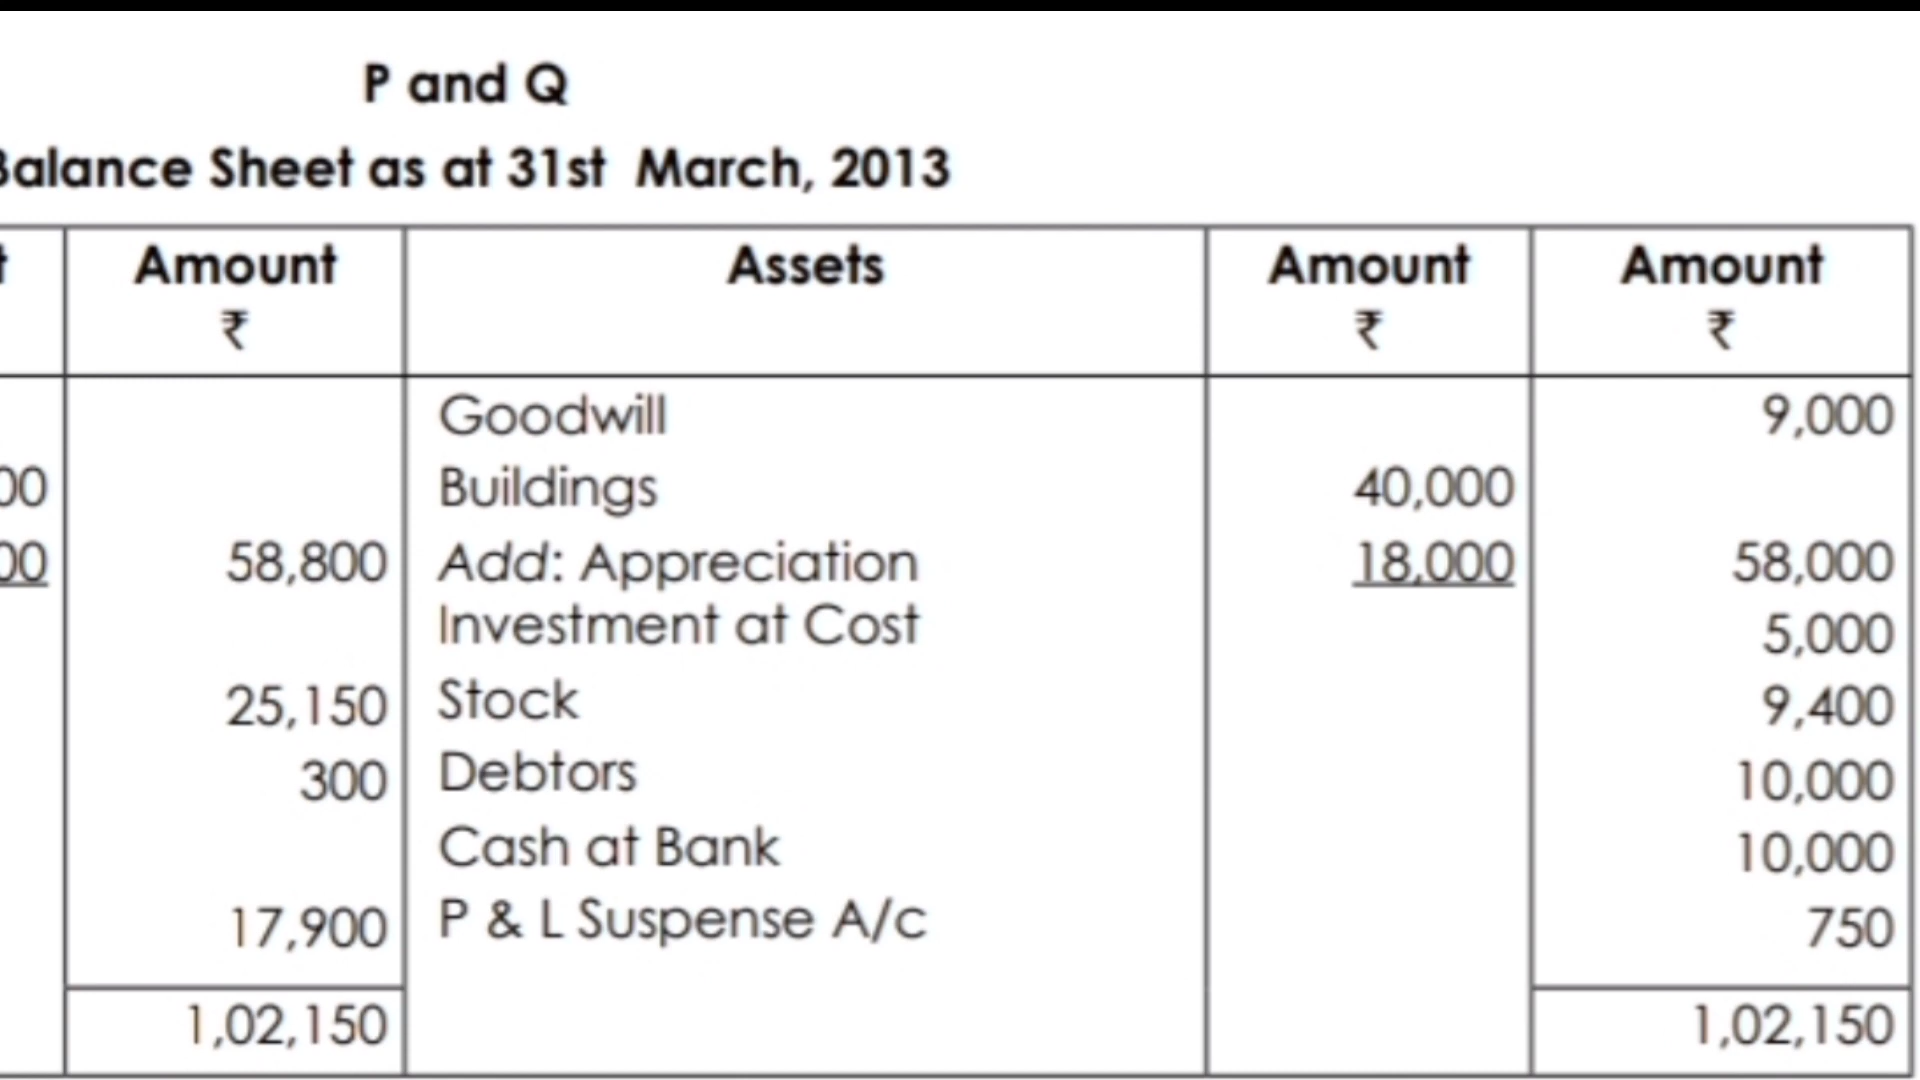 P and Q
Balance Sheet as at 31st March, 2013
Amount Assets Amount Amount
₹ ₹ ₹
Goodwill 9,000
00 Buildings 40,000
00 58,800 Add: Appreciation 18,000 58,000
Investment at Cost 5,000
25,150 Stock 9,400
300 Debtors 10,000
Cash at Bank 10,000
17,900 P & L Suspense A/c 750
1,02,150 1,02,150